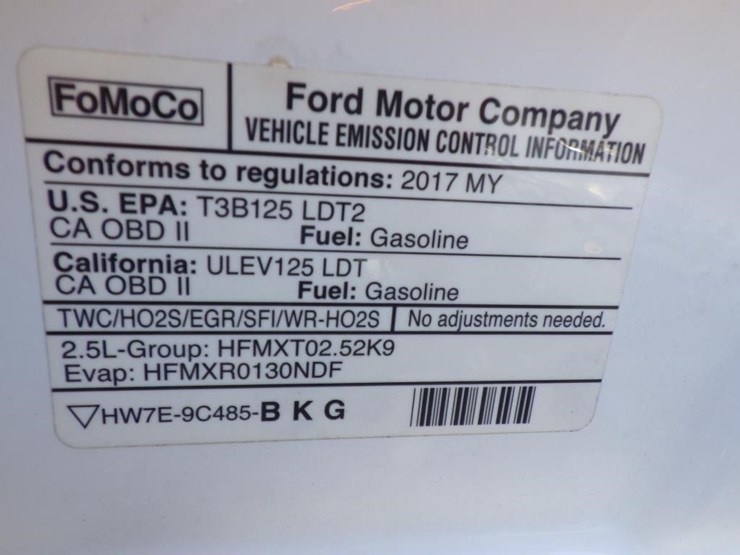 FoMoCo
Ford Motor Company
VEHICLE EMISSION CONTROL INFORMATION
Conforms to regulations: 2017 MY
U.S. EPA: T3B125 LDT2
CA OBD II Fuel: Gasoline
California: ULEV125 LDT
CA OBD II Fuel: Gasoline
TWC/HO2S/EGR/SFI/WR-HO2S No adjustments needed.
2.5L-Group: HFMXT02.52K9
Evap: HFMXR0130NDF
HW7E-9C485-B K G